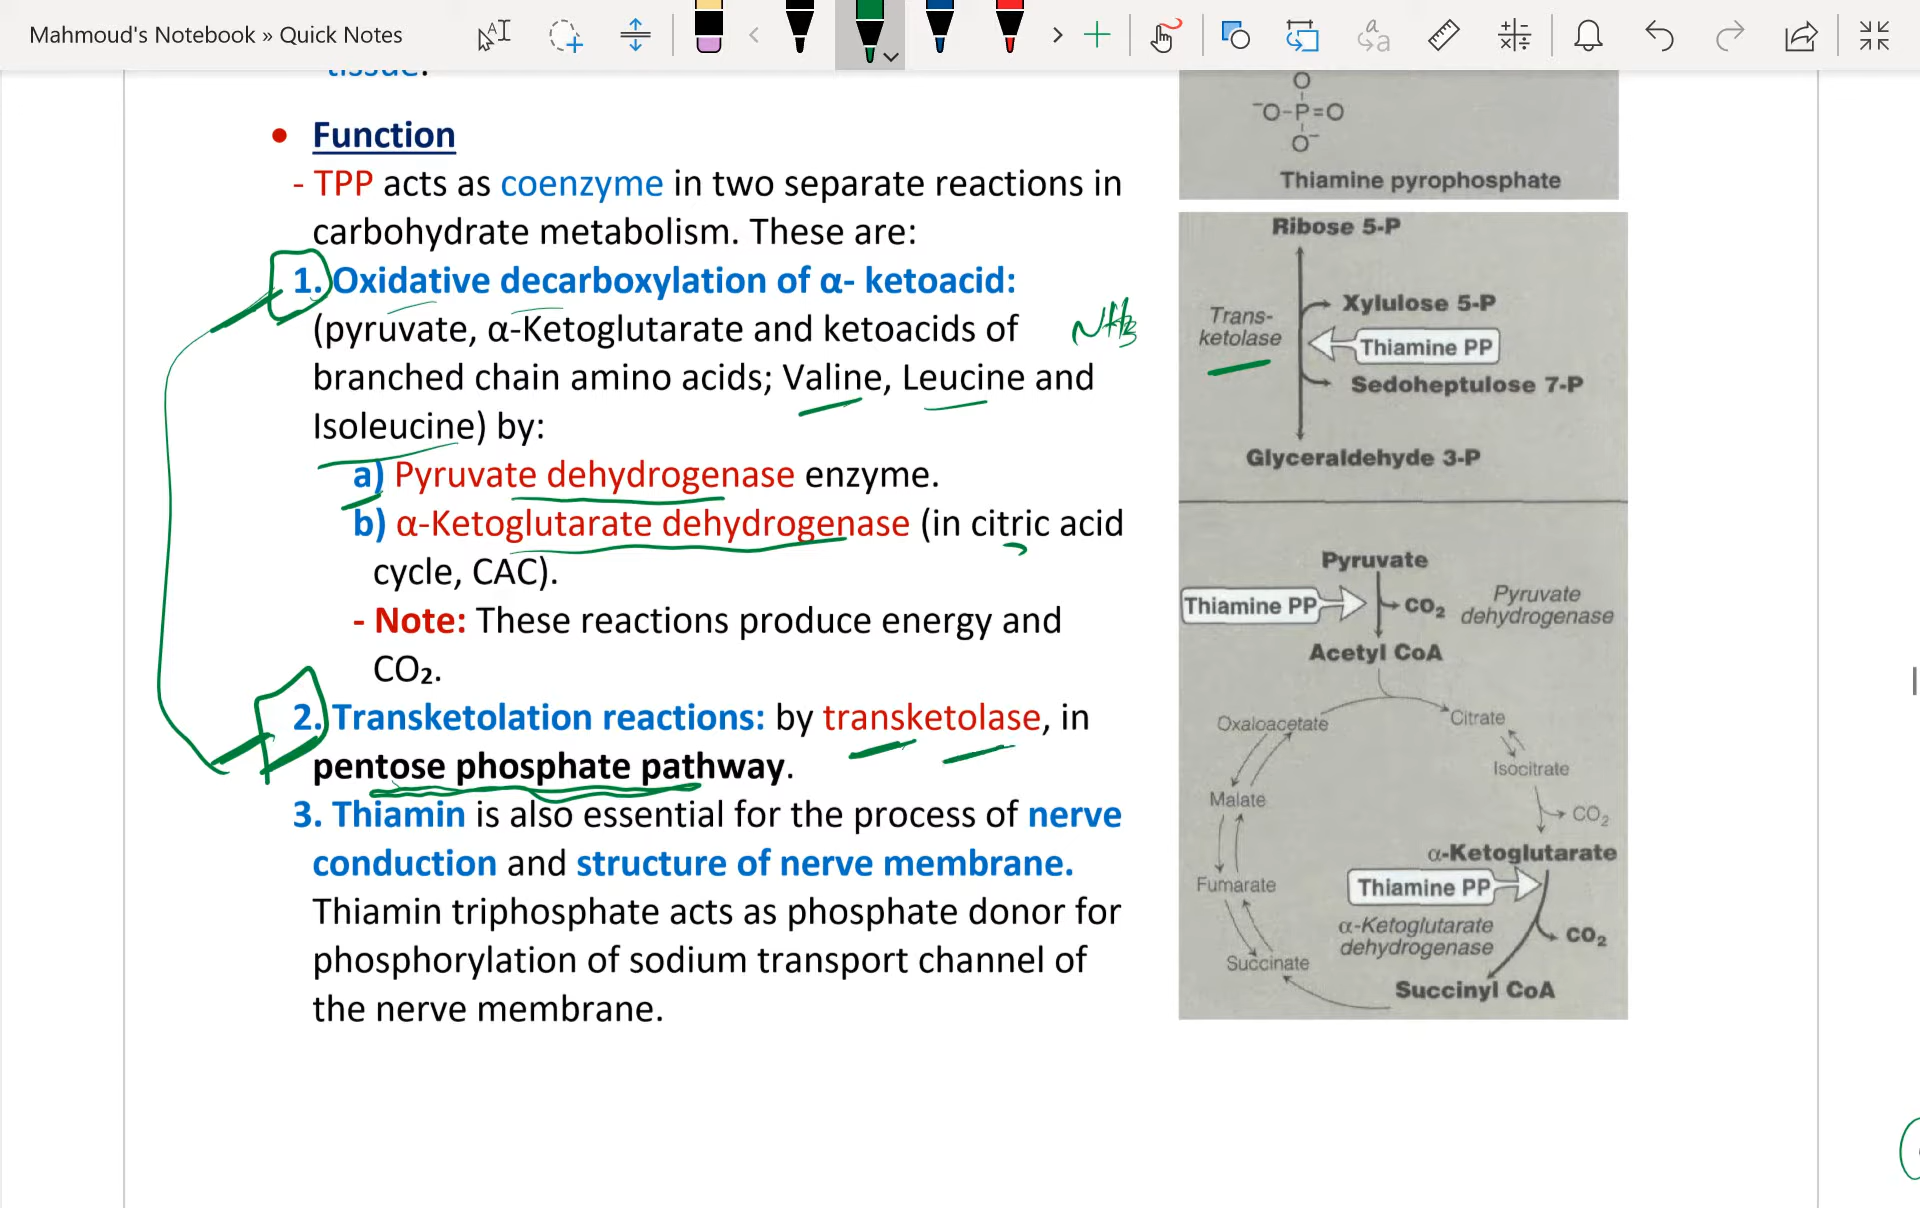 Mahmoud's Notebook » Quick Notes
tissue.
• Function
- TPP acts as coenzyme in two separate reactions in
carbohydrate metabolism. These are:
1. Oxidative decarboxylation of α- ketoacid:
(pyruvate, α-Ketoglutarate and ketoacids of
branched chain amino acids; Valine, Leucine and
Isoleucine) by:
a) Pyruvate dehydrogenase enzyme.
b) α-Ketoglutarate dehydrogenase (in citric acid
cycle, CAC).
- Note: These reactions produce energy and
CO₂.
2. Transketolation reactions: by transketolase, in
pentose phosphate pathway.
3. Thiamin is also essential for the process of nerve
conduction and structure of nerve membrane.
Thiamin triphosphate acts as phosphate donor for
phosphorylation of sodium transport channel of
the nerve membrane.
NH₃
O
⁻O-P=O
O⁻
Thiamine pyrophosphate
Ribose 5-P
Xylulose 5-P
Trans-
ketolase
Thiamine PP
Sedoheptulose 7-P
Glyceraldehyde 3-P
Pyruvate
Thiamine PP
CO₂
Pyruvate
dehydrogenase
Acetyl CoA
Oxaloacetate
Citrate
Isocitrate
Malate
CO₂
α-Ketoglutarate
Fumarate
Thiamine PP
α-Ketoglutarate
dehydrogenase
CO₂
Succinate
Succinyl CoA